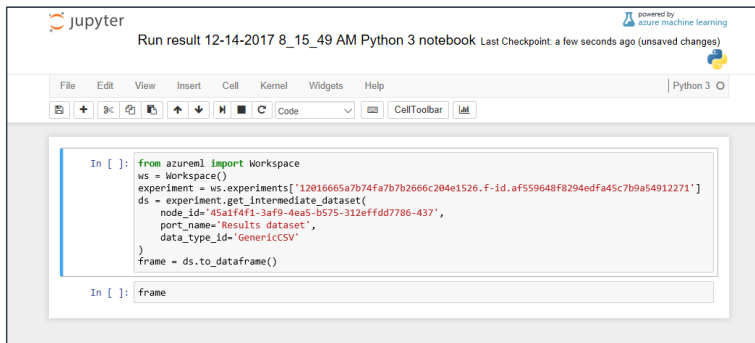 jupyter
powered by
azure machine learning
Run result 12-14-2017 8_15_49 AM Python 3 notebook Last Checkpoint: a few seconds ago (unsaved changes)
File Edit View Insert Cell Kernel Widgets Help Python 3
Code CellToolbar
In [ ]: from azureml import Workspace
ws = Workspace()
experiment = ws.experiments['12016665a7b74fa7b7b2666c204e1526.f-id.af559648f8294edfa45c7b9a54912271']
ds = experiment.get_intermediate_dataset(
node_id='45a1f4f1-3af9-4ea5-b575-312effdd7786-437',
port_name='Results dataset',
data_type_id='GenericCSV'
)
frame = ds.to_dataframe()
In [ ]: frame